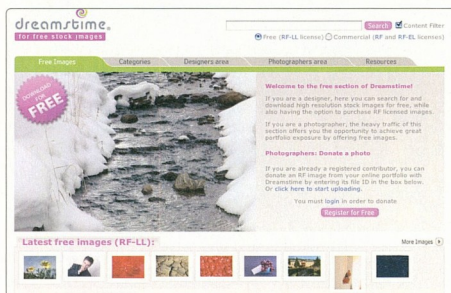 dreamstime®
for free stock images
Search Content Filter
Free (RF-LL license) Commercial (RF and RF-EL licenses)
Free Images Categories Designers area Photographers area Resources
DOWNLOAD
FOR
FREE
Welcome to the free section of Dreamstime!
If you are a designer, here you can search for and
download high resolution stock images for free, while
also having the option to purchase RF licensed images.
If you are a photographer, the heavy traffic of this
section offers you the opportunity to achieve great
portfolio exposure by offering free images.
Photographers: Donate a photo
If you are already a registered contributor, you can
donate an RF image from your online portfolio with
Dreamstime by entering its file ID in the box below.
Or click here to start uploading.
You must login in order to donate
Register for Free
Latest free images (RF-LL):
More Images